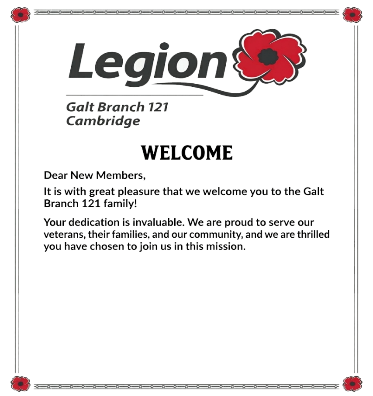 Legion
Galt Branch 121
Cambridge
WELCOME
Dear New Members,
It is with great pleasure that we welcome you to the Galt
Branch 121 family!
Your dedication is invaluable. We are proud to serve our
veterans, their families, and our community, and we are thrilled
you have chosen to join us in this mission.